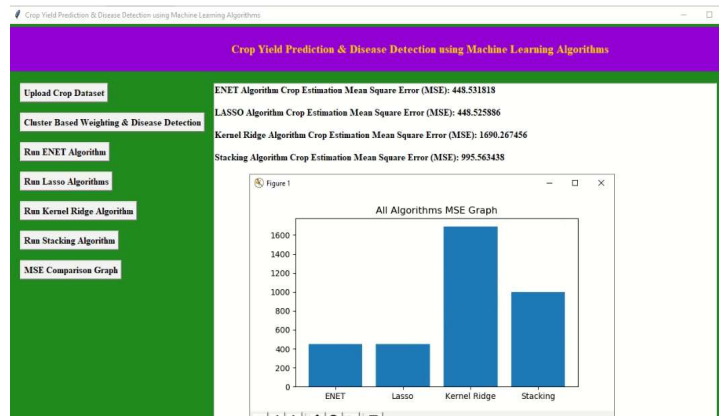 Crop Yield Prediction & Disease Detection using Machine Learning Algorithms
Crop Yield Prediction & Disease Detection using Machine Learning Algorithms
Upload Crop Dataset
Cluster Based Weighting & Disease Detection
Run ENET Algorithm
Run Lasso Algorithms
Run Kernel Ridge Algorithm
Run Stacking Algorithm
MSE Comparison Graph
ENET Algorithm Crop Estimation Mean Square Error (MSE): 448.531818
LASSO Algorithm Crop Estimation Mean Square Error (MSE): 448.525886
Kernel Ridge Algorithm Crop Estimation Mean Square Error (MSE): 1690.267456
Stacking Algorithm Crop Estimation Mean Square Error (MSE): 995.563438
Figure 1
All Algorithms MSE Graph
1600
1400
1200
1000
800
600
400
200
0
ENET Lasso Kernel Ridge Stacking